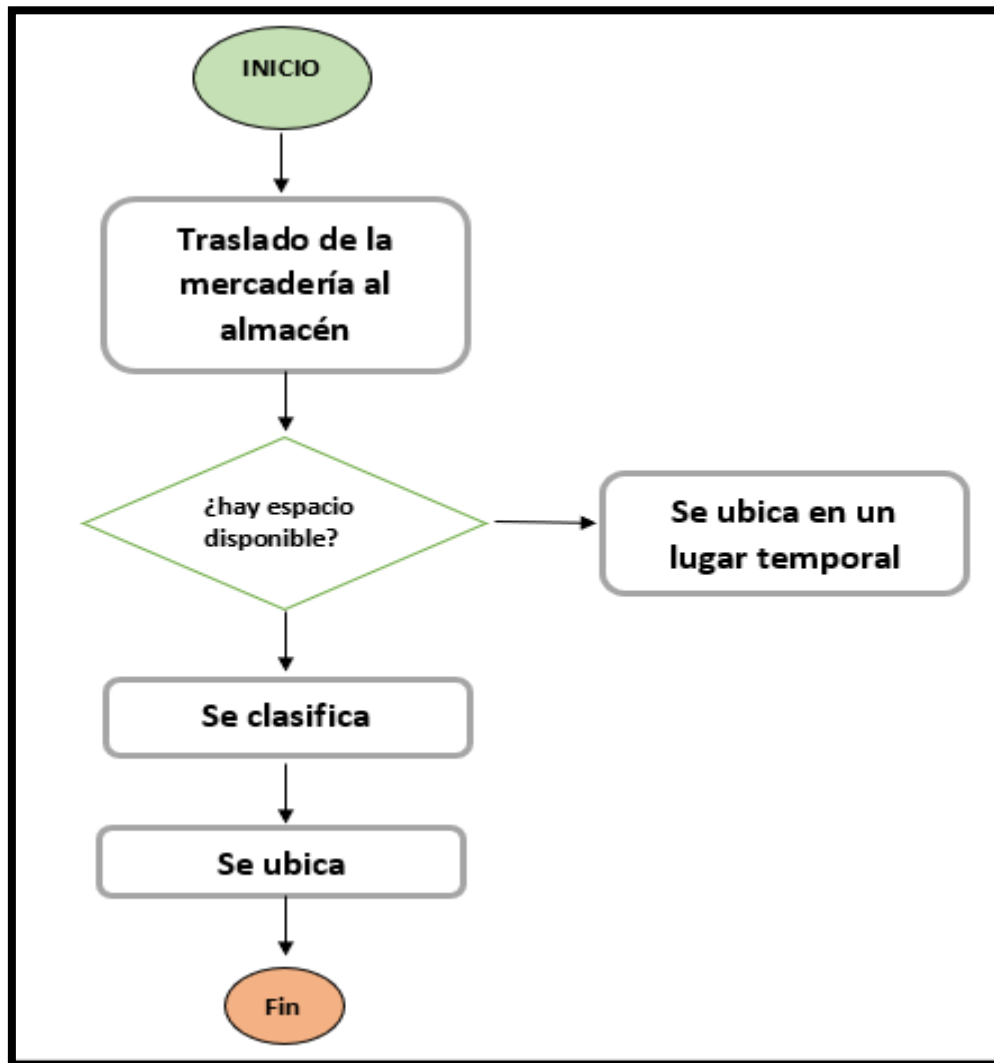 INICIO
Traslado de la
mercadería al
almacén
¿hay espacio
disponible?
Se ubica en un
lugar temporal
Se clasifica
Se ubica
Fin